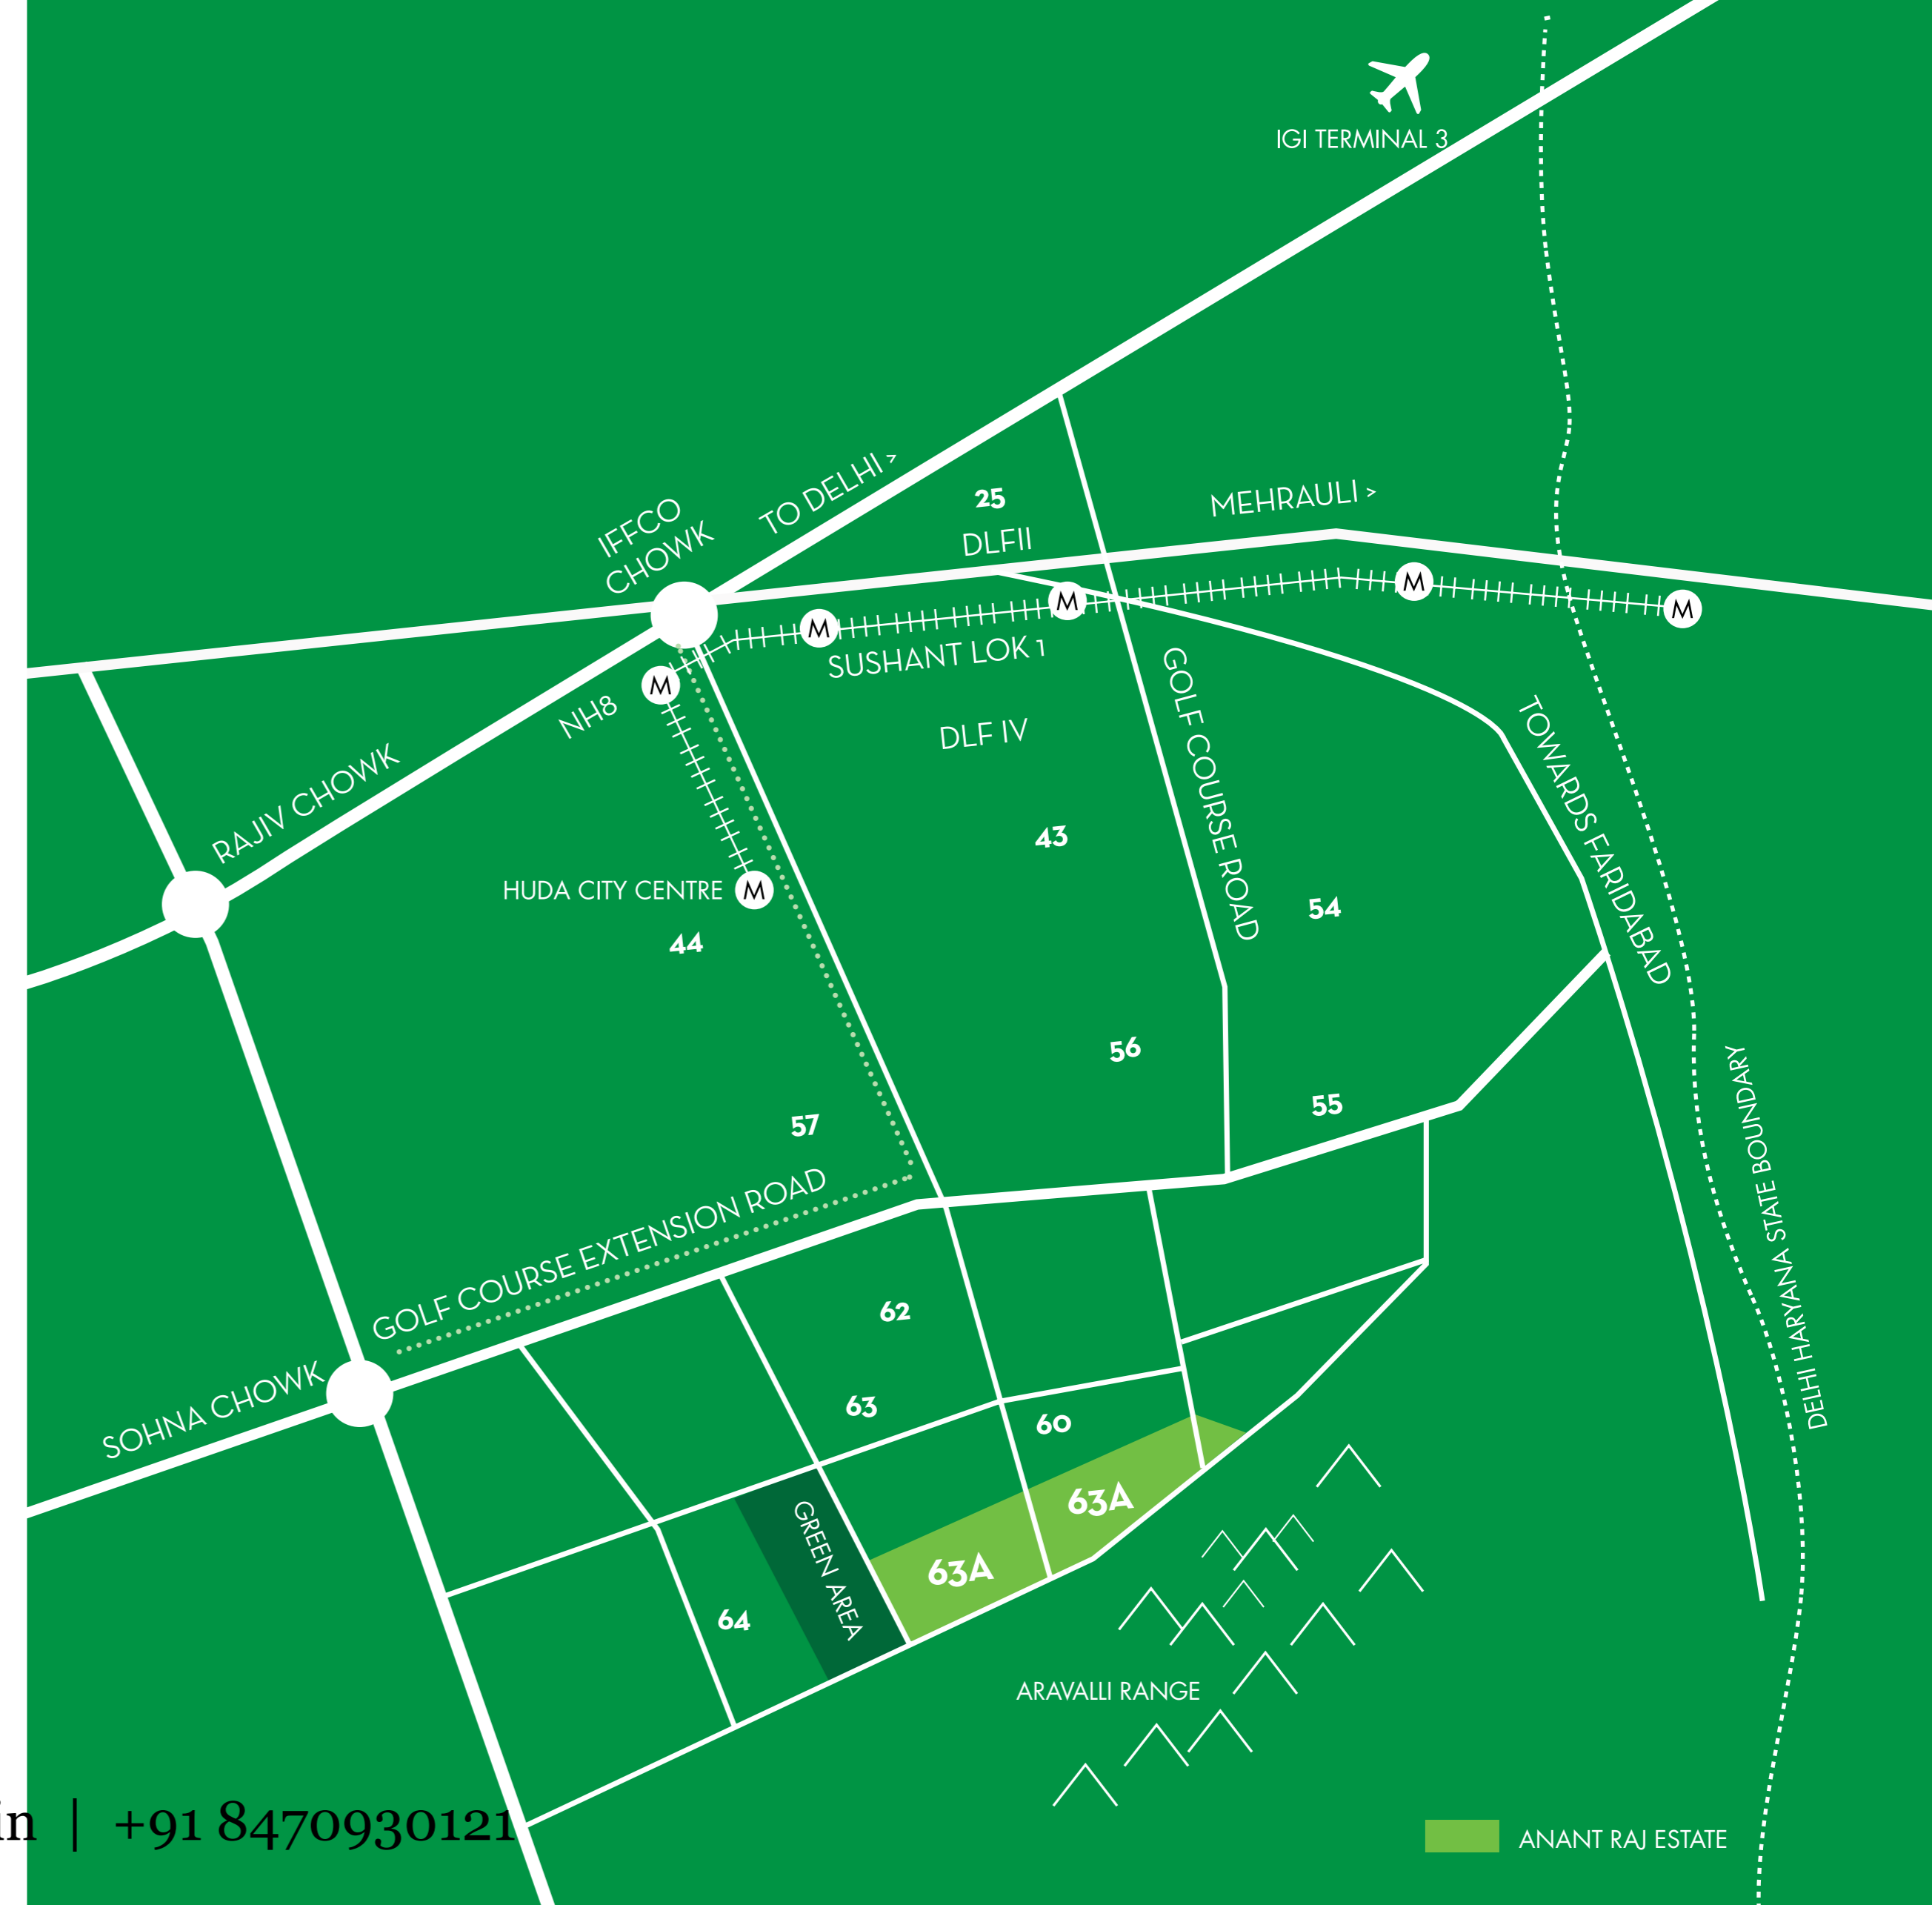 IGI TERMINAL 3
TO DELHI >
25
IFFCO
CHOWK
MEHRAULI >
DLFII
M
M
M
M
M
SUSHANT LOK 1
NH8
DLF IV
GOLF COURSE ROAD
TOWARDS FARIDABAD
RAJIV CHOWK
43
HUDA CITY CENTRE
M
54
44
56
55
57
DELHI HARYANA STATE BOUNDARY
GOLF COURSE EXTENSION ROAD
62
SOHNA CHOWK
63
60
63A
GREEN AREA
63A
64
ARAVALLI RANGE
in | +91 8470930121
ANANT RAJ ESTATE